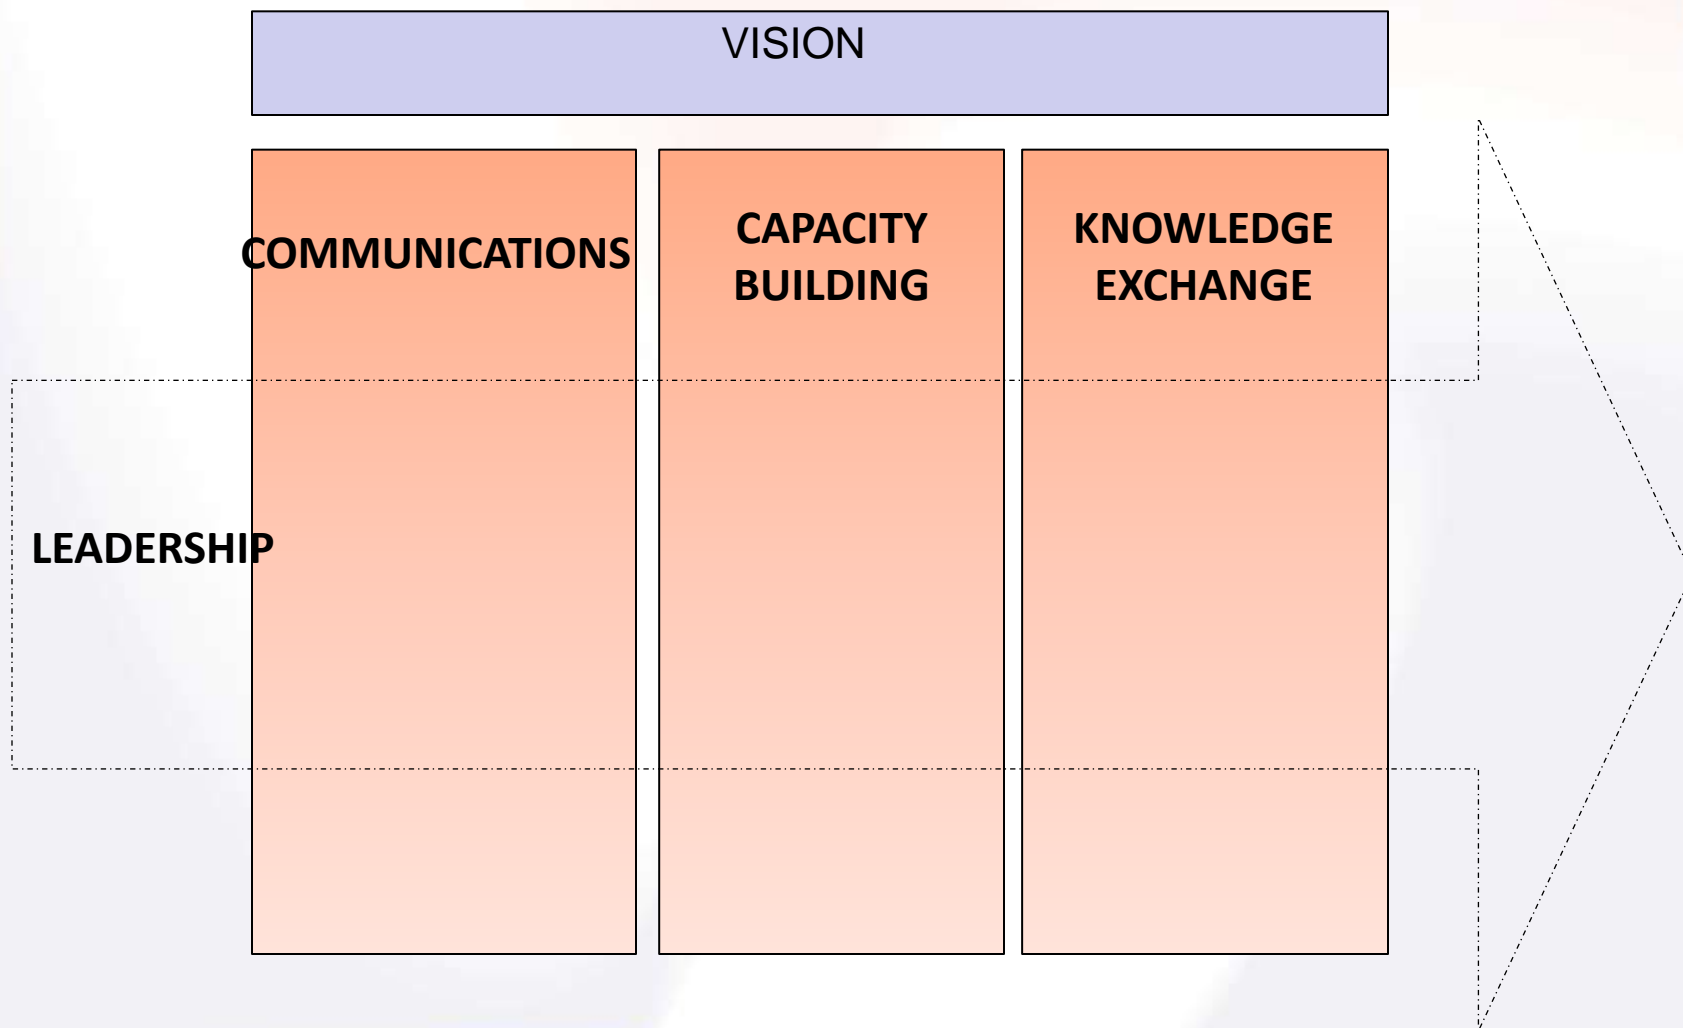 VISION
COMMUNICATIONS
CAPACITY
BUILDING
KNOWLEDGE
EXCHANGE
LEADERSHIP